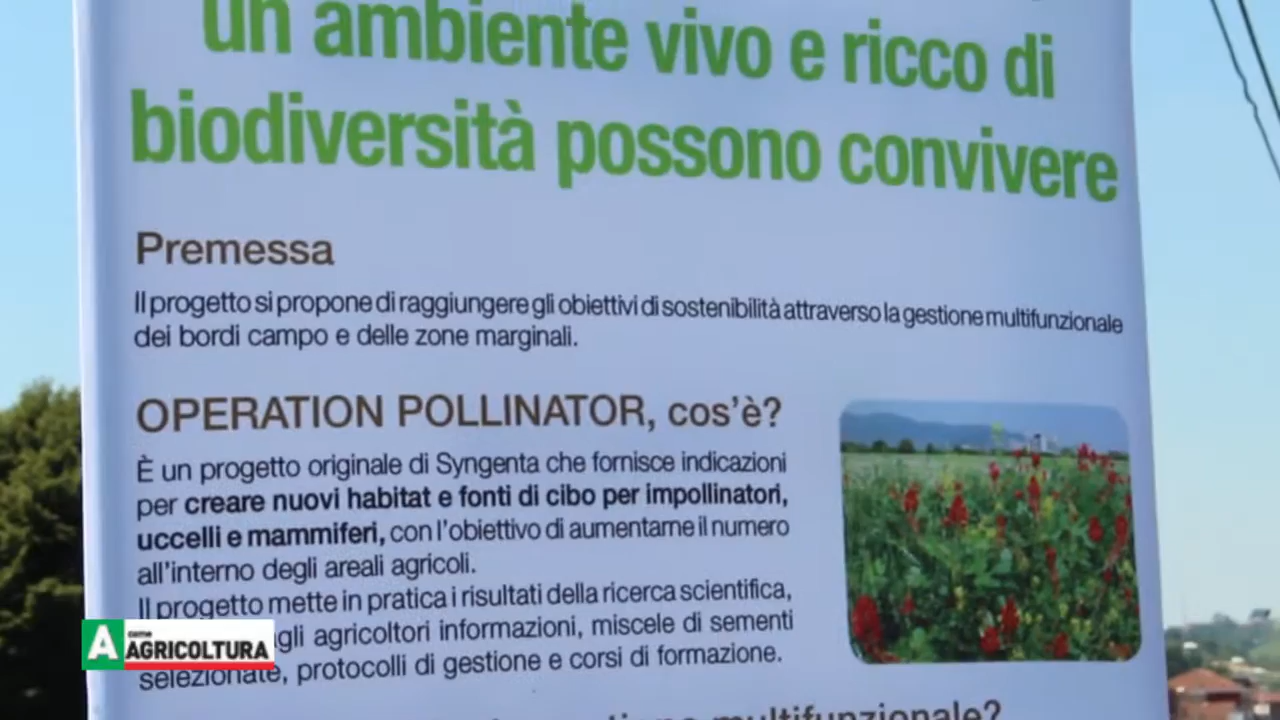 un ambiente vivo e ricco di
biodiversità possono convivere
Premessa
Il progetto si propone di raggiungere gli obiettivi di sostenibilità attraverso la gestione multifunzionale
dei bordi campo e delle zone marginali.
OPERATION POLLINATOR, cos'è?
È un progetto originale di Syngenta che fornisce indicazioni
per creare nuovi habitat e fonti di cibo per impollinatori,
uccelli e mammiferi, con l'obiettivo di aumentarne il numero
all'interno degli areali agricoli.
Il progetto mette in pratica i risultati della ricerca scientifica,
agli agricoltori informazioni, miscele di sementi
selezionate, protocolli di gestione e corsi di formazione.
multifunzionale?
A come
AGRICOLTURA